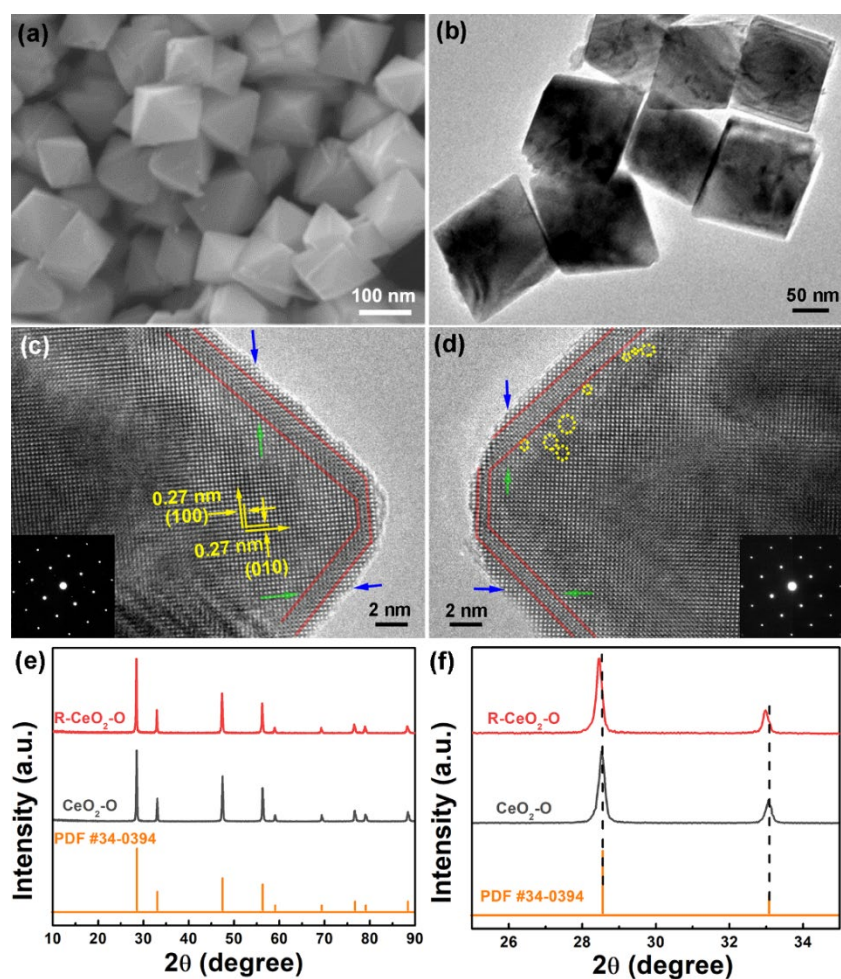 (a)
100 nm
(b)
50 nm
(c)
0.27 nm
(100)
0.27 nm
(010)
2 nm
(d)
2 nm
(e)
R-CeO₂-O
CeO₂-O
PDF #34-0394
Intensity (a.u.)
10 20 30 40 50 60 70 80 90
2θ (degree)
(f)
R-CeO₂-O
CeO₂-O
PDF #34-0394
Intensity (a.u.)
26 28 30 32 34
2θ (degree)